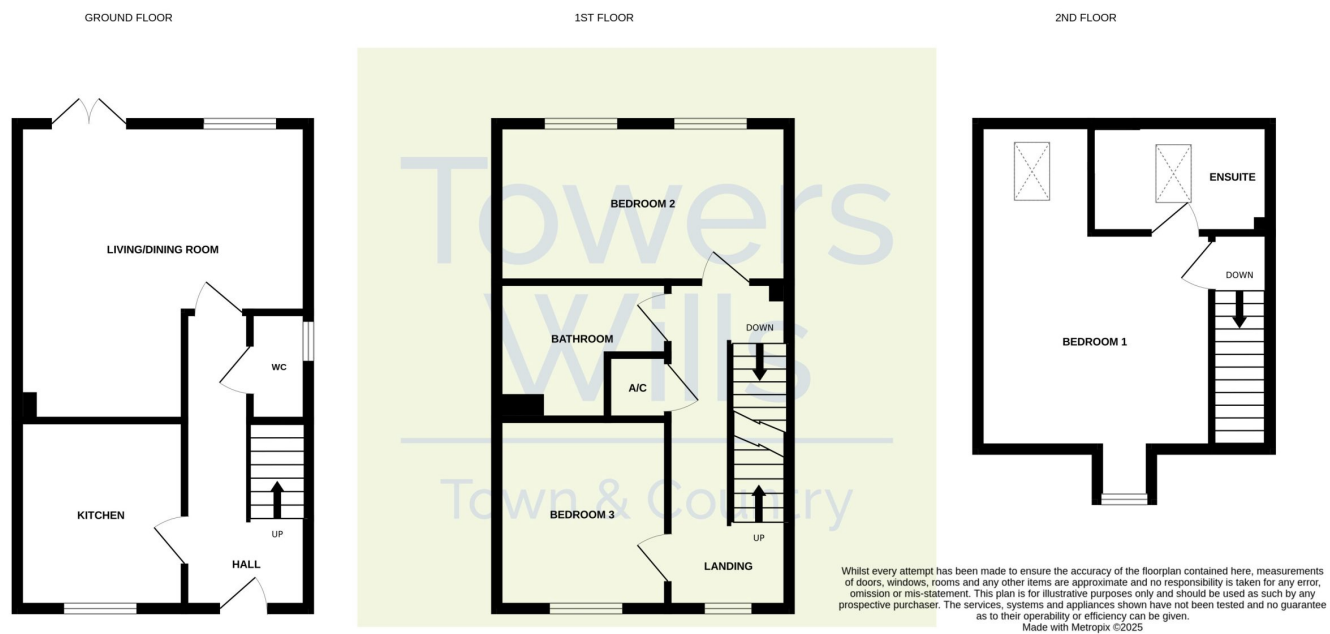 GROUND FLOOR
1ST FLOOR
2ND FLOOR
Towers
Wills
Town & Country
LIVING/DINING ROOM
WC
KITCHEN
UP
HALL
BEDROOM 2
BATHROOM
DOWN
A/C
BEDROOM 3
UP
LANDING
ENSUITE
DOWN
BEDROOM 1
Whilst every attempt has been made to ensure the accuracy of the floorplan contained here, measurements
of doors, windows, rooms and any other items are approximate and no responsibility is taken for any error,
omission or mis-statement. This plan is for illustrative purposes only and should be used as such by any
prospective purchaser. The services, systems and appliances shown have not been tested and no guarantee
as to their operability or efficiency can be given.
Made with Metropix ©2025